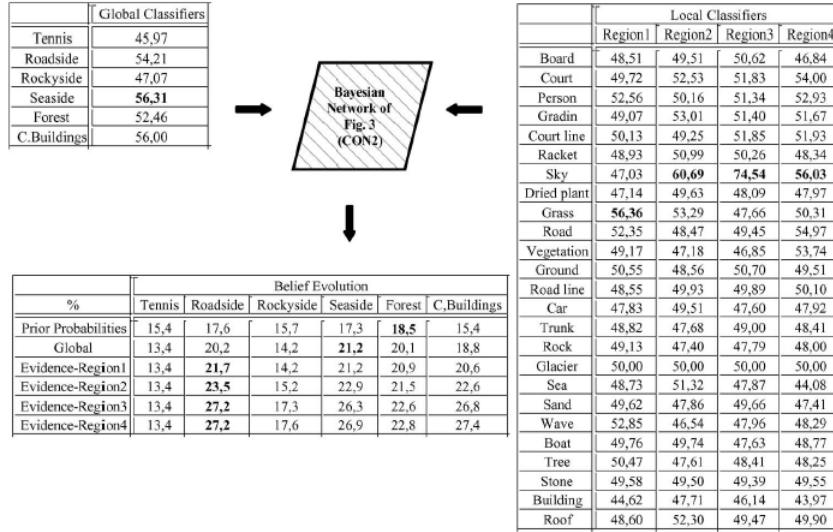 Global Classifiers
Tennis 45,97
Roadside 54,21
Rockyside 47,07
Seaside 56,31
Forest 52,46
C.Buildings 56,00
Bayesian
Network of
Fig. 3
(CON2)
Local Classifiers
Region1 Region2 Region3 Region4
Board 48,51 49,51 50,62 46,84
Court 49,72 52,53 51,83 54,00
Person 52,56 50,16 51,34 52,93
Gradin 49,07 53,01 51,40 51,67
Court line 50,13 49,25 51,85 51,93
Racket 48,93 50,99 50,26 48,34
Sky 47,03 60,69 74,54 56,03
Dried plant 47,14 49,63 48,09 47,97
Grass 56,36 53,29 47,66 50,31
Road 52,35 48,47 49,45 54,97
Vegetation 49,17 47,18 46,85 53,74
Ground 50,55 48,56 50,70 49,51
Road line 48,55 49,93 49,89 50,10
Car 47,83 49,51 47,60 47,92
Trunk 48,82 47,68 49,00 48,41
Rock 49,13 47,40 47,79 48,00
Glacier 50,00 50,00 50,00 50,00
Sea 48,73 51,32 47,87 44,08
Sand 49,62 47,86 49,66 47,41
Wave 52,85 46,54 47,96 48,29
Boat 49,76 49,74 47,63 48,77
Tree 50,47 47,61 48,41 48,25
Stone 49,58 49,50 49,39 49,55
Building 44,62 47,71 46,14 43,97
Roof 48,60 52,30 49,47 49,90
Belief Evolution
% Tennis Roadside Rockyside Seaside Forest C,Buildings
Prior Probabilities 15,4 17,6 15,7 17,3 18,5 15,4
Global 13,4 20,2 14,2 21,2 20,1 18,8
Evidence-Region1 13,4 21,7 14,2 21,2 20,9 20,6
Evidence-Region2 13,4 23,5 15,2 22,9 21,5 22,6
Evidence-Region3 13,4 27,2 17,3 26,3 22,6 26,8
Evidence-Region4 13,4 27,2 17,6 26,9 22,8 27,4